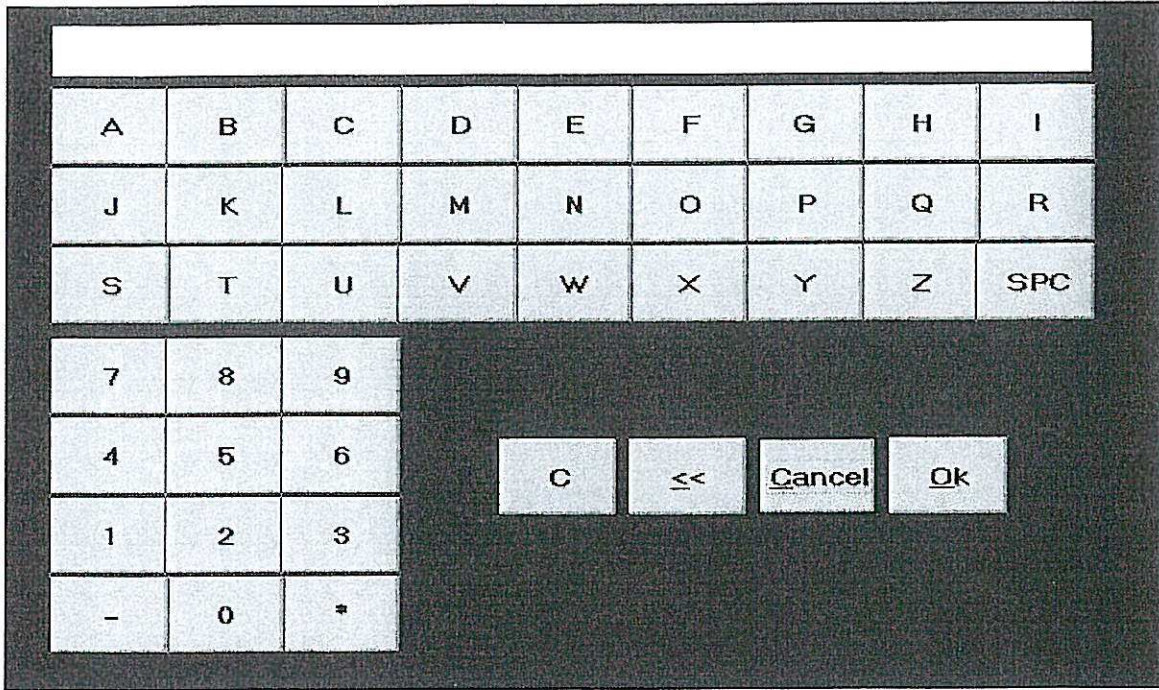 A B C D E F G H I
J K L M N O P Q R
S T U V W X Y Z SPC
7 8 9
4 5 6
C << Cancel Ok
1 2 3
- 0 *